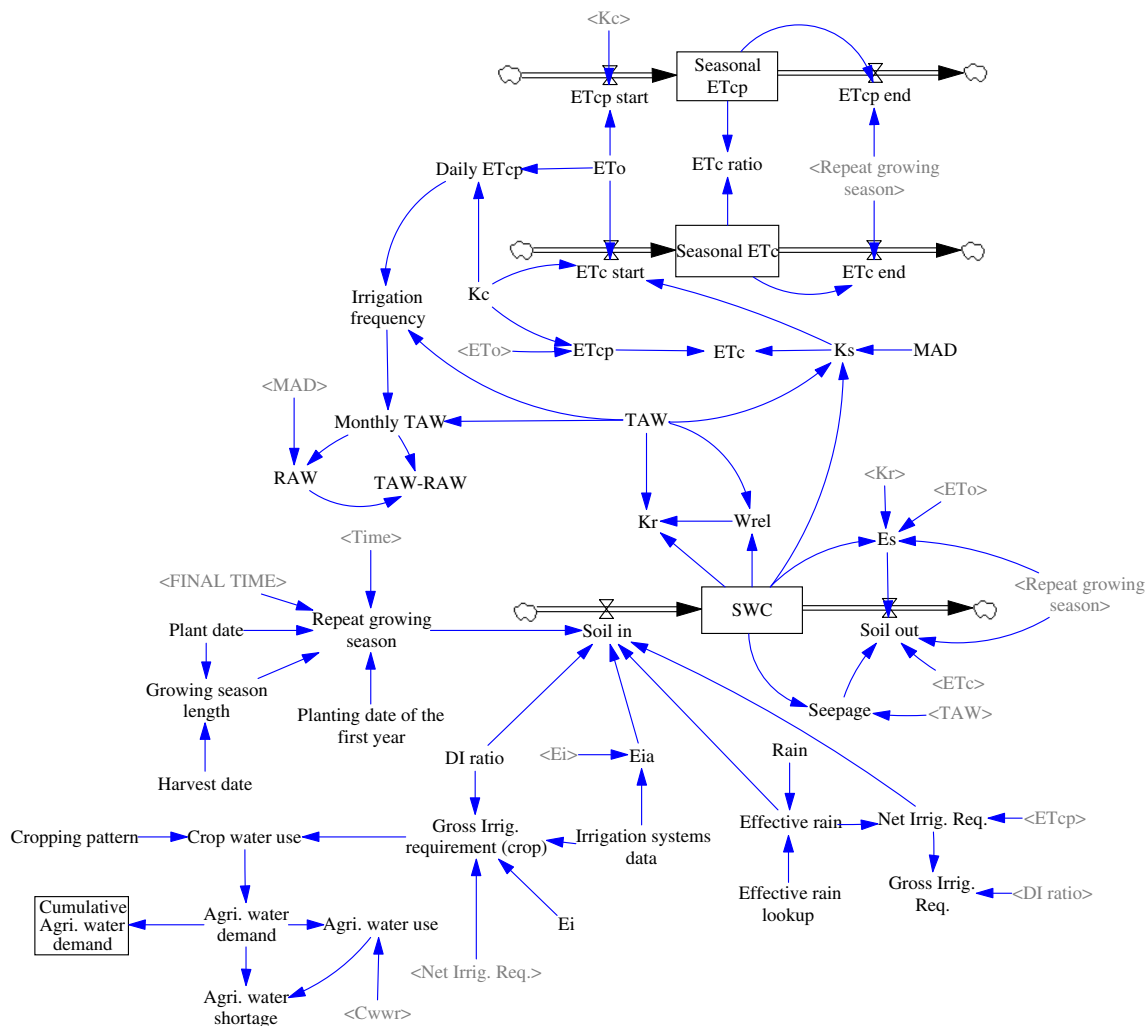 <Kc>
Seasonal
ETcp
ETcp start
ETcp end
Daily ETcp
ETo
ETc ratio
<Repeat growing
season>
Seasonal ETc
ETc start
ETc end
Kc
Irrigation
frequency
<ETo>
ETcp
ETc
Ks
MAD
<MAD>
Monthly TAW
TAW
RAW
TAW-RAW
<Kr>
<ETo>
Kr
Wrel
Es
<Time>
<FINAL TIME>
<Repeat growing
season>
SWC
Plant date
Repeat growing
season
Soil in
Soil out
<ETc>
Growing season
length
Planting date of the
first year
Seepage
<TAW>
Harvest date
DI ratio
<Ei>
Eia
Rain
Cropping pattern
Crop water use
Gross Irrig.
requirement (crop)
Irrigation systems
data
Effective rain
Net Irrig. Req.
<ETcp>
Effective rain
lookup
Gross Irrig.
Req.
<DI ratio>
Cumulative
Agri. water
demand
Agri. water
demand
Agri. water use
Ei
<Net Irrig. Req.>
Agri. water
shortage
<Cwwr>